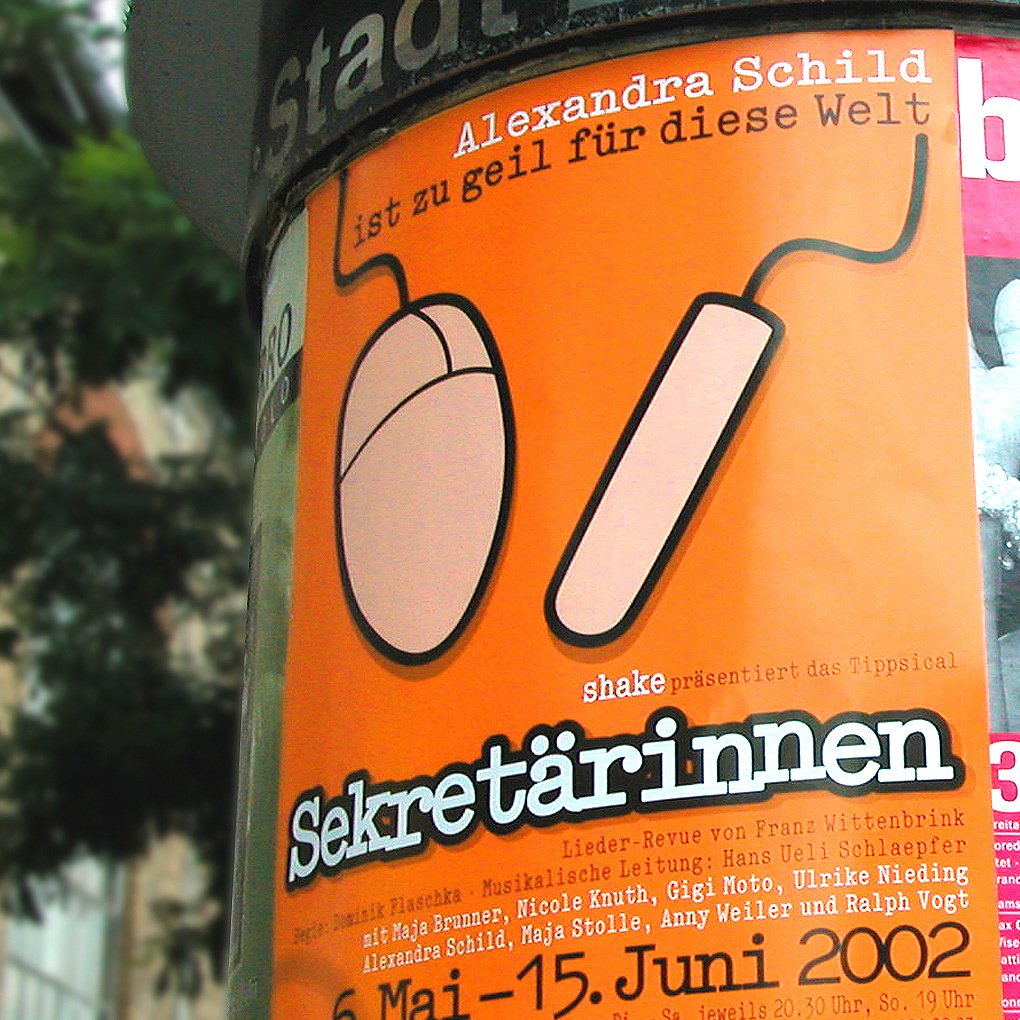 Stadt
Alexandra Schild
ist zu geil für diese Welt
b
shake präsentiert das Tippsical
Sekretärinnen
3
Lieder-Revue von Franz Wittenbrink
Regie: Dominik Flaschka · Musikalische Leitung: Hans Ueli Schlaepfer
mit Maja Brunner, Nicole Knuth, Gigi Moto, Ulrike Nieding
Alexandra Schild, Maja Stolle, Anny Weiler und Ralph Vogt
6. Mai – 15. Juni 2002
jeweils 20.30 Uhr, So. 19 Uhr